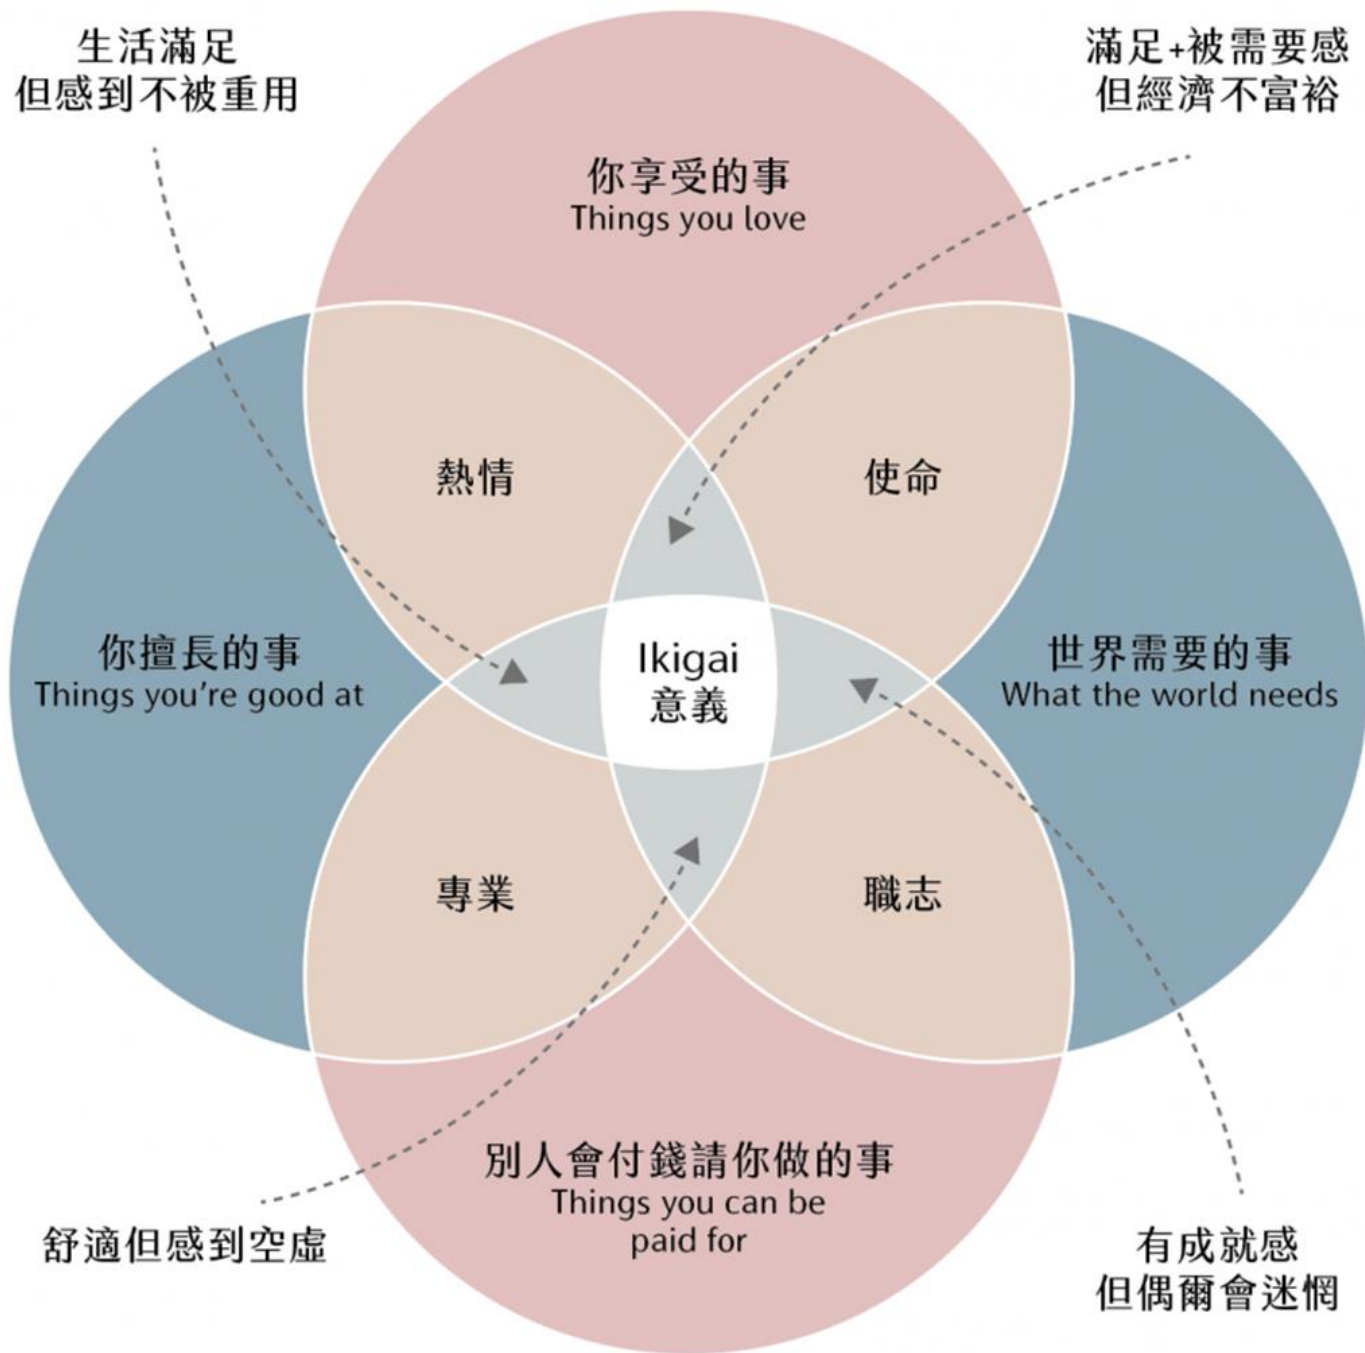 生活滿足
但感到不被重用
滿足+被需要感
但經濟不富裕
你享受的事
Things you love
熱情
使命
你擅長的事
Things you're good at
Ikigai
意義
世界需要的事
What the world needs
專業
職志
別人會付錢請你做的事
Things you can be
paid for
舒適但感到空虛
有成就感
但偶爾會迷惘